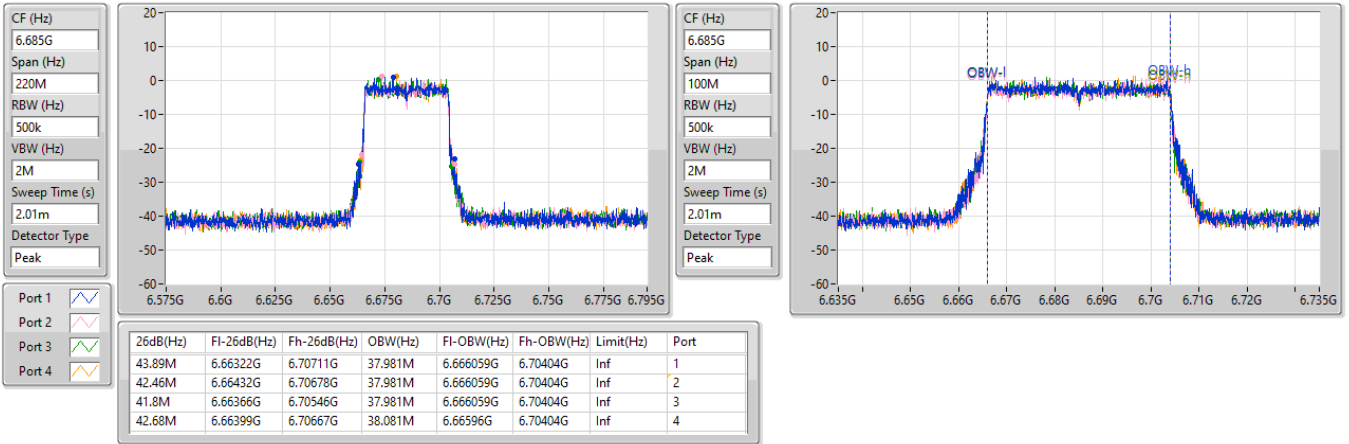 CF (Hz)
6.685G
Span (Hz)
220M
RBW (Hz)
500k
VBW (Hz)
2M
Sweep Time (s)
2.01m
Detector Type
Peak
20
10
0
-10
-20
-30
-40
-50
-60
6.575G 6.6G 6.625G 6.65G 6.675G 6.7G 6.725G 6.75G 6.775G 6.795G
CF (Hz)
6.685G
Span (Hz)
100M
RBW (Hz)
500k
VBW (Hz)
2M
Sweep Time (s)
2.01m
Detector Type
Peak
20
10
0
-10
-20
-30
-40
-50
-60
OBW-l OBW-h
6.635G 6.65G 6.66G 6.67G 6.68G 6.69G 6.7G 6.71G 6.72G 6.735G
Port 1
Port 2
Port 3
Port 4
26dB(Hz) Fl-26dB(Hz) Fh-26dB(Hz) OBW(Hz) Fl-OBW(Hz) Fh-OBW(Hz) Limit(Hz) Port
43.89M 6.66322G 6.70711G 37.981M 6.666059G 6.70404G Inf 1
42.46M 6.66432G 6.70678G 37.981M 6.666059G 6.70404G Inf 2
41.8M 6.66366G 6.70546G 37.981M 6.666059G 6.70404G Inf 3
42.68M 6.66399G 6.70667G 38.081M 6.66596G 6.70404G Inf 4